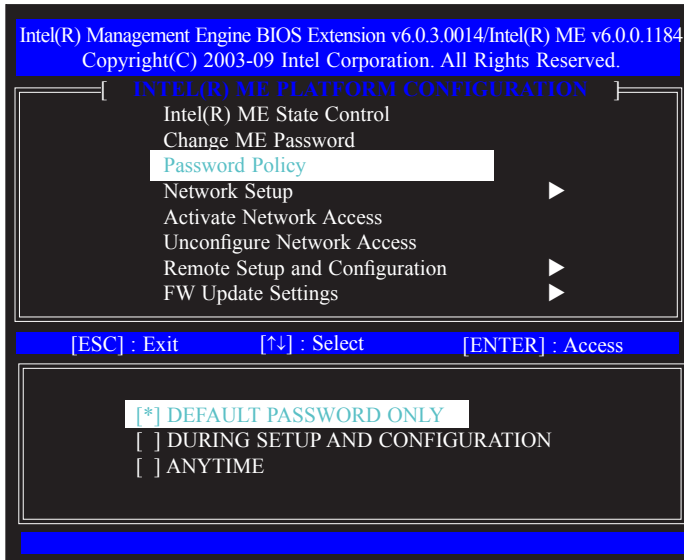 Intel(R) Management Engine BIOS Extension v6.0.3.0014/Intel(R) ME v6.0.0.1184
Copyright(C) 2003-09 Intel Corporation. All Rights Reserved.
[ INTEL(R) ME PLATFORM CONFIGURATION ]
Intel(R) ME State Control
Change ME Password
Password Policy
Network Setup ▶
Activate Network Access
Unconfigure Network Access
Remote Setup and Configuration ▶
FW Update Settings ▶
[ESC] : Exit [↑↓] : Select [ENTER] : Access
[*] DEFAULT PASSWORD ONLY
[ ] DURING SETUP AND CONFIGURATION
[ ] ANYTIME